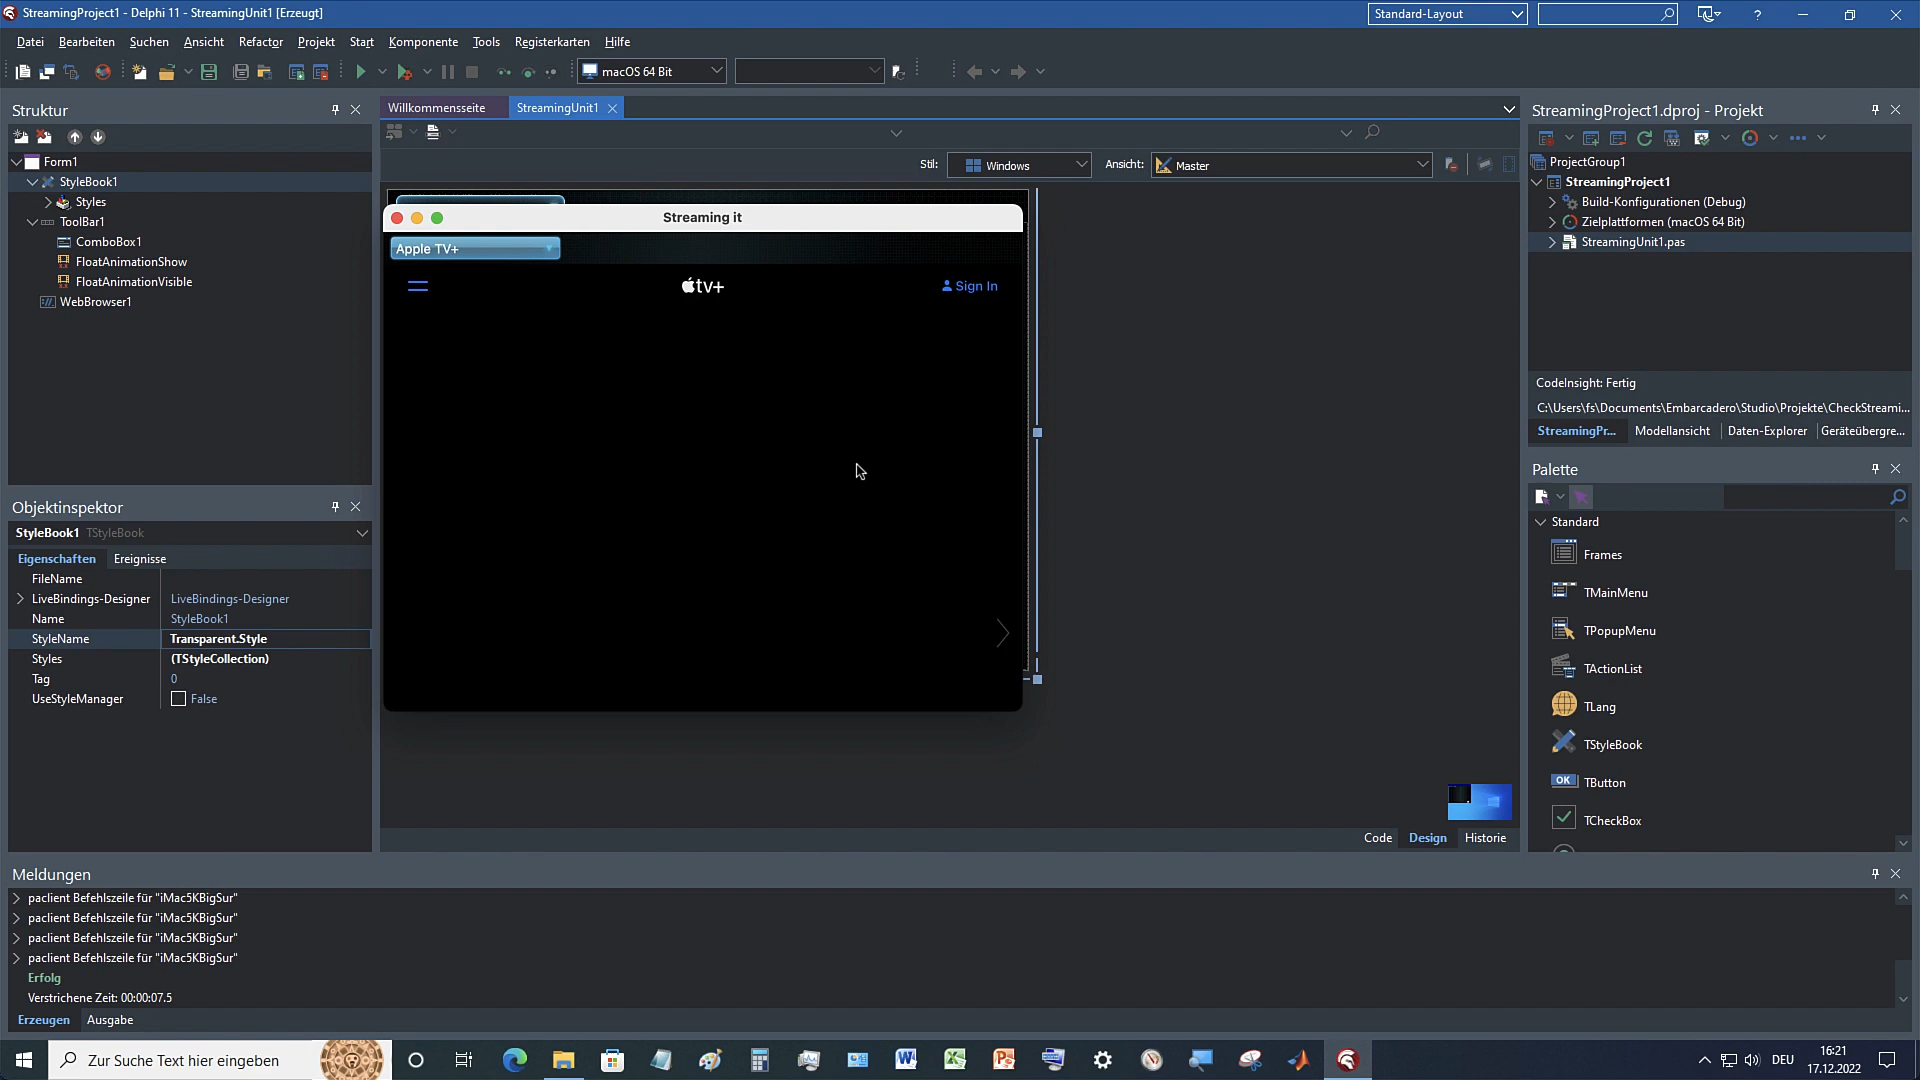 StreamingProject1 - Delphi 11 - StreamingUnit1 [Erzeugt]
Standard-Layout
Datei Bearbeiten Suchen Ansicht Refactor Projekt Start Komponente Tools Registerkarten Hilfe
macOS 64 Bit
Struktur
Form1
StyleBook1
Styles
ToolBar1
ComboBox1
FloatAnimationShow
FloatAnimationVisible
WebBrowser1
Objektinspektor
StyleBook1 TStyleBook
Eigenschaften Ereignisse
FileName
LiveBindings-Designer LiveBindings-Designer
Name StyleBook1
StyleName Transparent.Style
Styles (TStyleCollection)
Tag 0
UseStyleManager False
Willkommensseite StreamingUnit1
Stil: Windows Ansicht: Master
Streaming it
Apple TV+
tv+
Sign In
Code Design Historie
StreamingProject1.dproj - Projekt
ProjectGroup1
StreamingProject1
Build-Konfigurationen (Debug)
Zielplattformen (macOS 64 Bit)
StreamingUnit1.pas
CodeInsight: Fertig
C:\Users\fs\Documents\Embarcadero\Studio\Projekte\CheckStreami...
StreamingPr... Modellansicht Daten-Explorer Geräteübergre...
Palette
Standard
Frames
TMainMenu
TPopupMenu
TActionList
TLang
TStyleBook
OK TButton
TCheckBox
Meldungen
paclient Befehlszeile für "iMac5KBigSur"
paclient Befehlszeile für "iMac5KBigSur"
paclient Befehlszeile für "iMac5KBigSur"
paclient Befehlszeile für "iMac5KBigSur"
Erfolg
Verstrichene Zeit: 00:00:07.5
Erzeugen Ausgabe
Zur Suche Text hier eingeben
DEU
16:21
17.12.2022